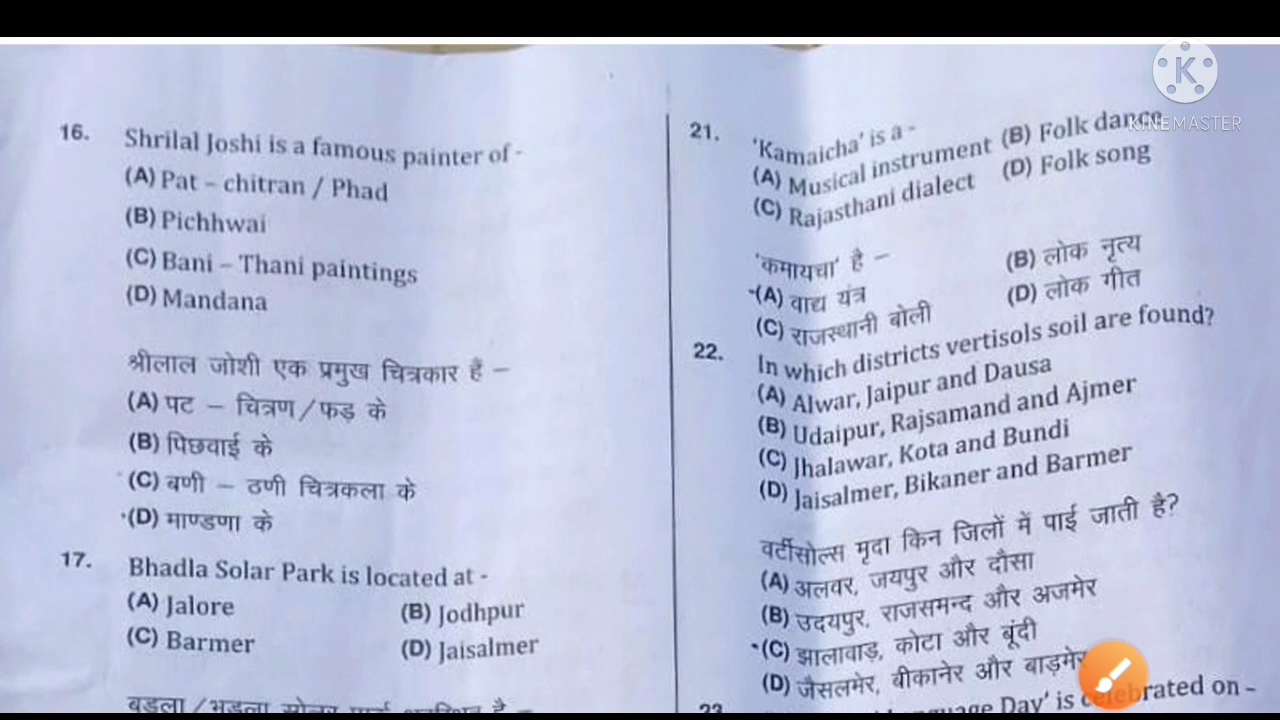 KINEMASTER
16. Shrilal Joshi is a famous painter of -
(A) Pat – chitran / Phad
(B) Pichhwai
(C) Bani – Thani paintings
(D) Mandana
श्रीलाल जोशी एक प्रमुख चित्रकार हैं –
(A) पट – चित्रण / फड़ के
(B) पिछवाई के
(C) बणी – ठणी चित्रकला के
(D) माण्डणा के
17. Bhadla Solar Park is located at -
(A) Jalore (B) Jodhpur
(C) Barmer (D) Jaisalmer
21. 'Kamaicha' is a -
(A) Musical instrument (B) Folk dance
(C) Rajasthani dialect (D) Folk song
'कमायचा' है –
(A) वाद्य यंत्र (B) लोक नृत्य
(C) राजस्थानी बोली (D) लोक गीत
22. In which districts vertisols soil are found?
(A) Alwar, Jaipur and Dausa
(B) Udaipur, Rajsamand and Ajmer
(C) Jhalawar, Kota and Bundi
(D) Jaisalmer, Bikaner and Barmer
वर्टीसोल्स मृदा किन जिलों में पाई जाती है?
(A) अलवर, जयपुर और दौसा
(B) उदयपुर, राजसमन्द और अजमेर
(C) झालावाड़, कोटा और बूंदी
(D) जैसलमेर, बीकानेर और बाड़मेर
Day' is celebrated on -